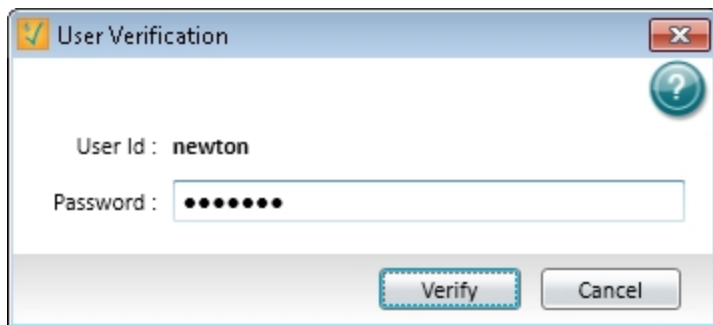 User Verification
?
User Id : newton
Password : ●●●●●●●
Verify Cancel